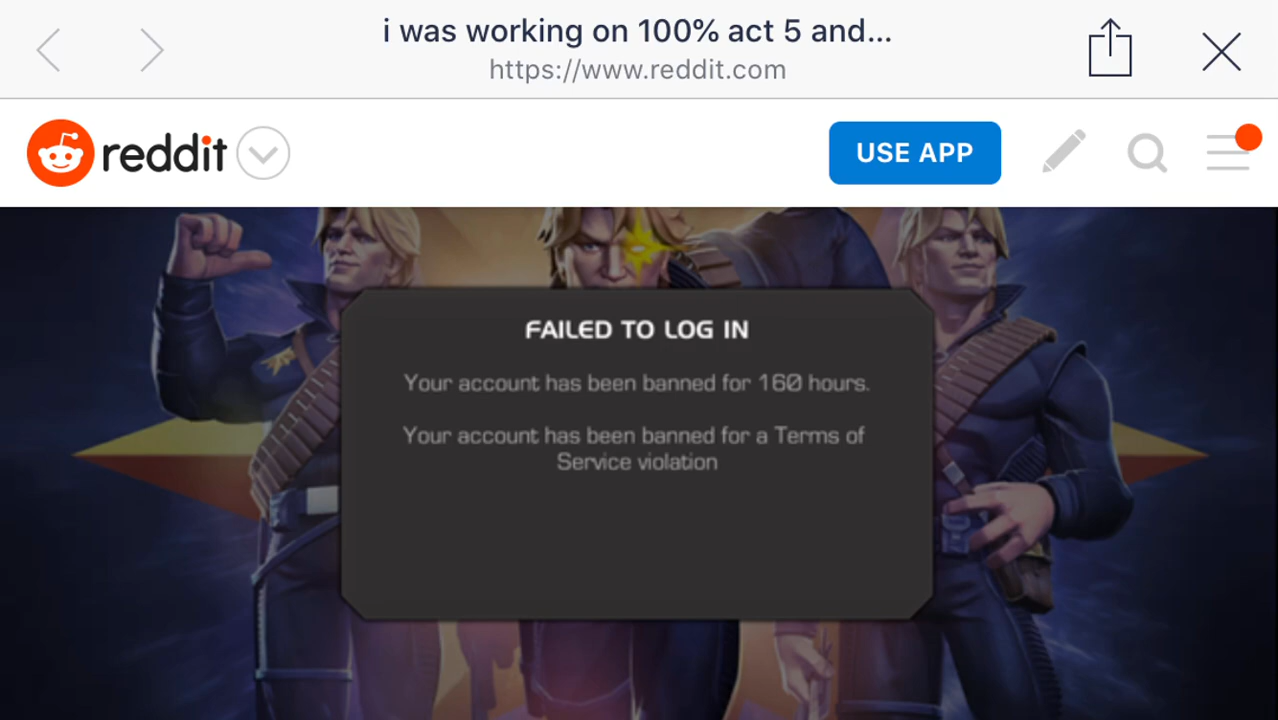 i was working on 100% act 5 and...
https://www.reddit.com
reddit
USE APP
FAILED TO LOG IN
Your account has been banned for 160 hours.
Your account has been banned for a Terms of
Service violation